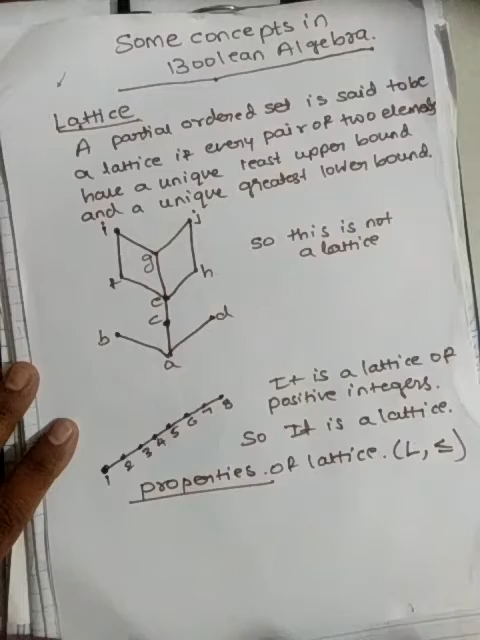 Some concepts in
Boolean Algebra.
Lattice
A partial ordered set is said to be
a lattice if every pair of two elements
have a unique least upper bound
and a unique greatest lower bound.
i j
g
f h
e
c
b d
a
so this is not
a lattice
It is a lattice of
positive integers.
So It is a lattice.
1 2 3 4 5 6 7 8
properties of lattice. (L, ≤)